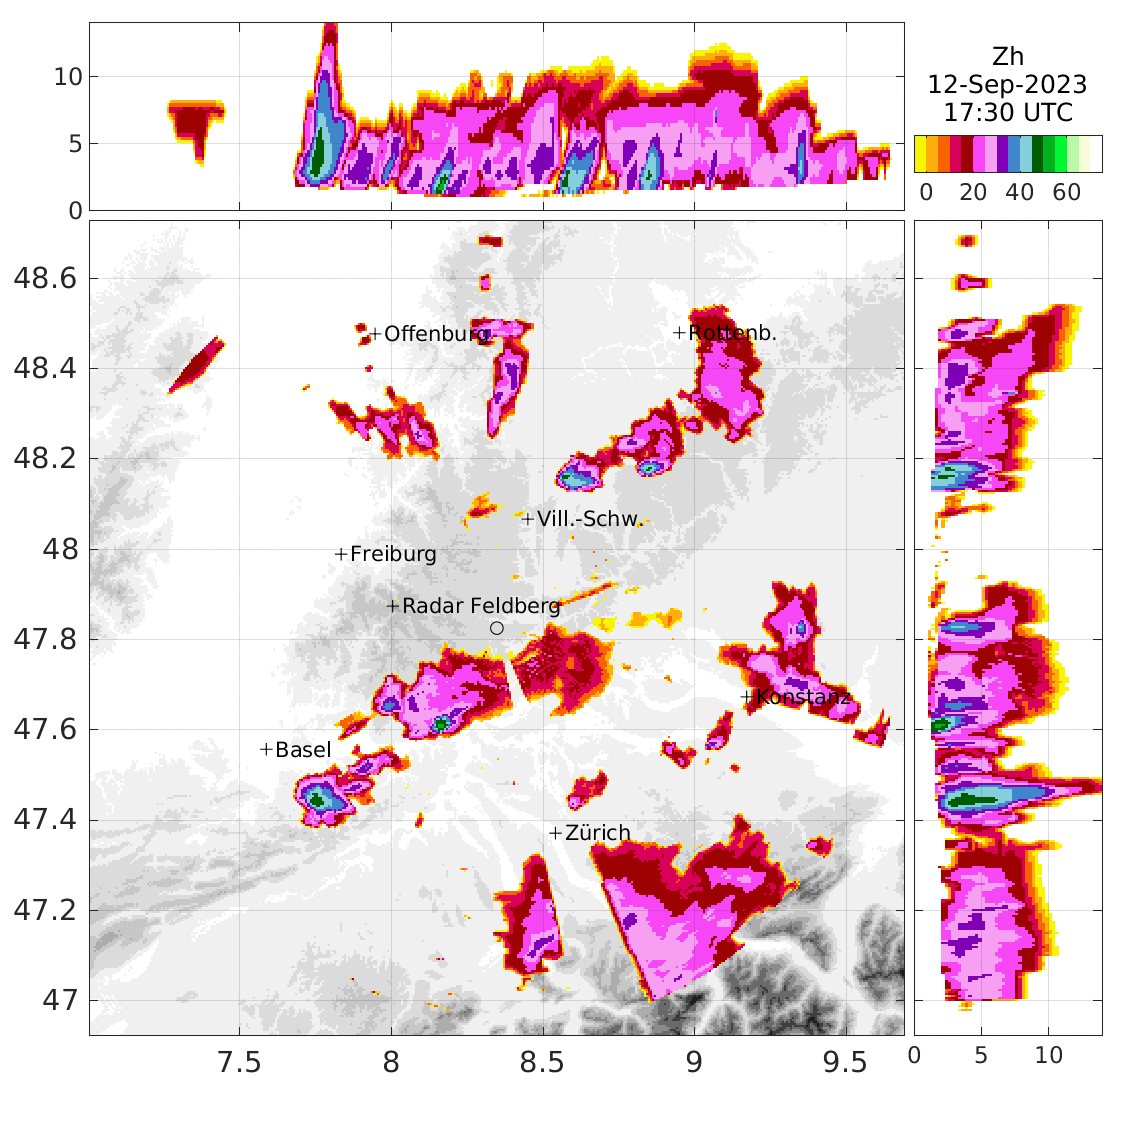 Zh
12-Sep-2023
17:30 UTC
0 20 40 60
10
5
0
48.6
48.4
48.2
48
47.8
47.6
47.4
47.2
47
+Offenburg
+Rottenb.
+Vill.-Schw.
+Freiburg
+Radar Feldberg
+Konstanz
+Basel
+Zürich
7.5 8 8.5 9 9.5
0 5 10